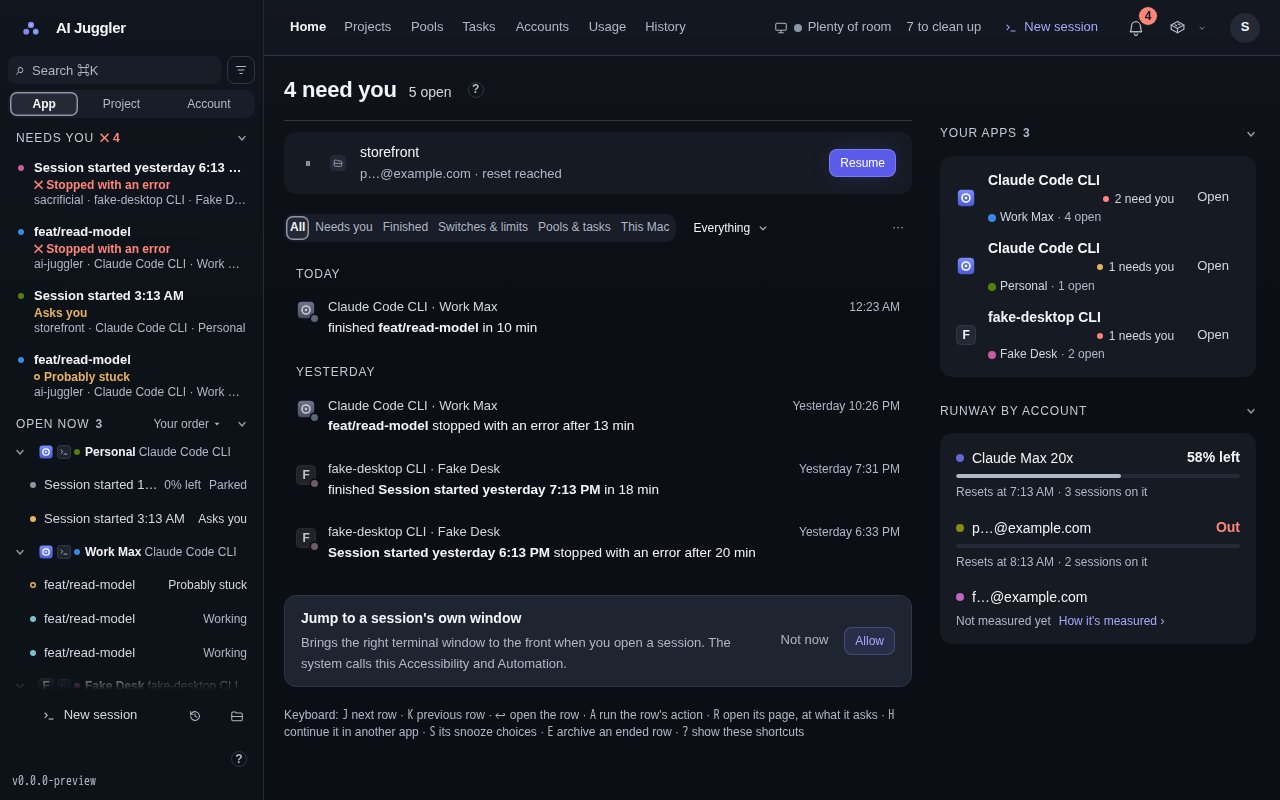 AI Juggler
Search ⌘K
App Project Account
NEEDS YOU 4
Session started yesterday 6:13 …
Stopped with an error
sacrificial · fake-desktop CLI · Fake D…
feat/read-model
Stopped with an error
ai-juggler · Claude Code CLI · Work …
Session started 3:13 AM
Asks you
storefront · Claude Code CLI · Personal
feat/read-model
Probably stuck
ai-juggler · Claude Code CLI · Work …
OPEN NOW 3 Your order
Personal Claude Code CLI
Session started 1… 0% left Parked
Session started 3:13 AM Asks you
Work Max Claude Code CLI
feat/read-model Probably stuck
feat/read-model Working
feat/read-model Working
F Fake Desk fake-desktop CLI
New session
?
v0.0.0-preview
Home Projects Pools Tasks Accounts Usage History
Plenty of room 7 to clean up New session 4 S
4 need you 5 open ?
storefront
p…@example.com · reset reached
Resume
All Needs you Finished Switches & limits Pools & tasks This Mac Everything ···
TODAY
Claude Code CLI · Work Max 12:23 AM
finished feat/read-model in 10 min
YESTERDAY
Claude Code CLI · Work Max Yesterday 10:26 PM
feat/read-model stopped with an error after 13 min
F fake-desktop CLI · Fake Desk Yesterday 7:31 PM
finished Session started yesterday 7:13 PM in 18 min
F fake-desktop CLI · Fake Desk Yesterday 6:33 PM
Session started yesterday 6:13 PM stopped with an error after 20 min
Jump to a session's own window
Brings the right terminal window to the front when you open a session. The
system calls this Accessibility and Automation.
Not now Allow
Keyboard: J next row · K previous row · ↩ open the row · A run the row's action · R open its page, at what it asks · H
continue it in another app · S its snooze choices · E archive an ended row · ? show these shortcuts
YOUR APPS 3
Claude Code CLI
2 need you Open
Work Max · 4 open
Claude Code CLI
1 needs you Open
Personal · 1 open
F fake-desktop CLI
1 needs you Open
Fake Desk · 2 open
RUNWAY BY ACCOUNT
Claude Max 20x 58% left
Resets at 7:13 AM · 3 sessions on it
p…@example.com Out
Resets at 8:13 AM · 2 sessions on it
f…@example.com
Not measured yet How it's measured ›